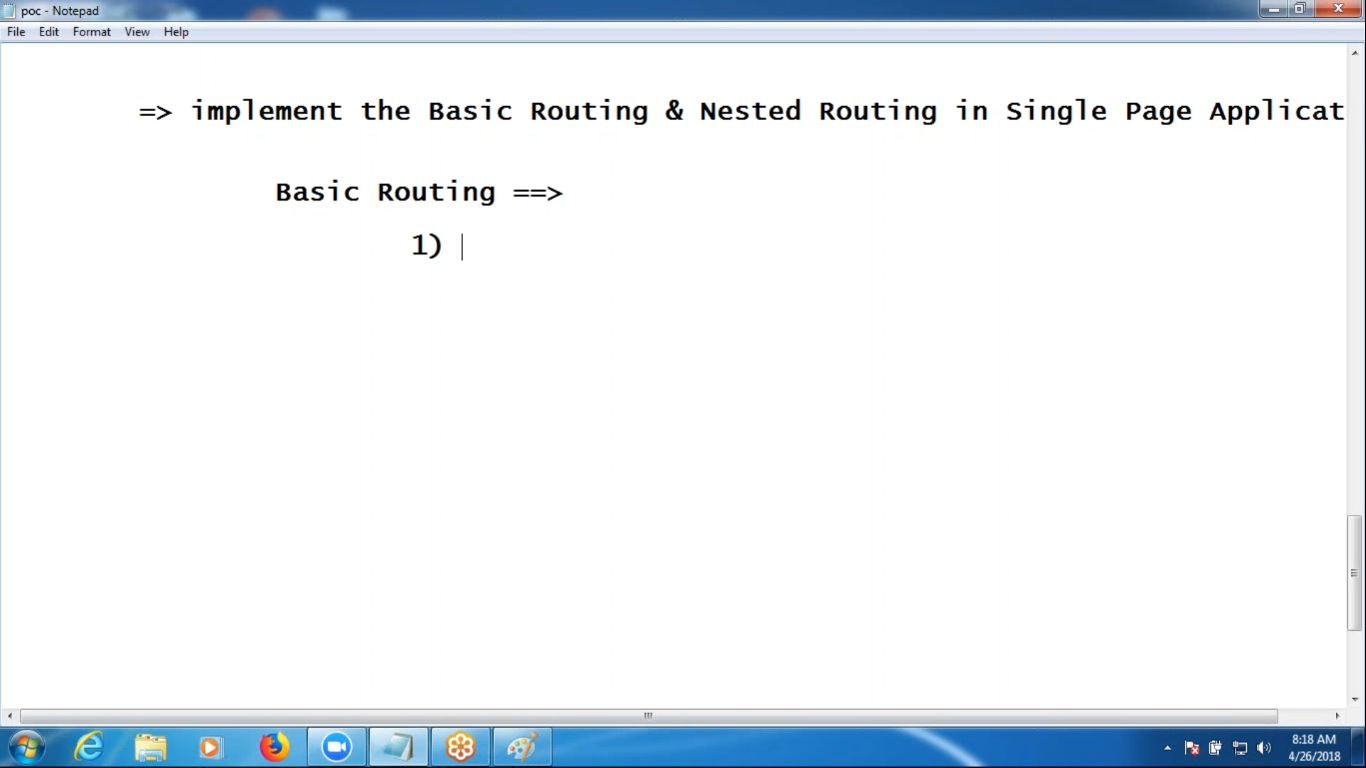 poc - Notepad
File Edit Format View Help
=> implement the Basic Routing & Nested Routing in Single Page Applicat
Basic Routing ==>
1)
8:18 AM
4/26/2018